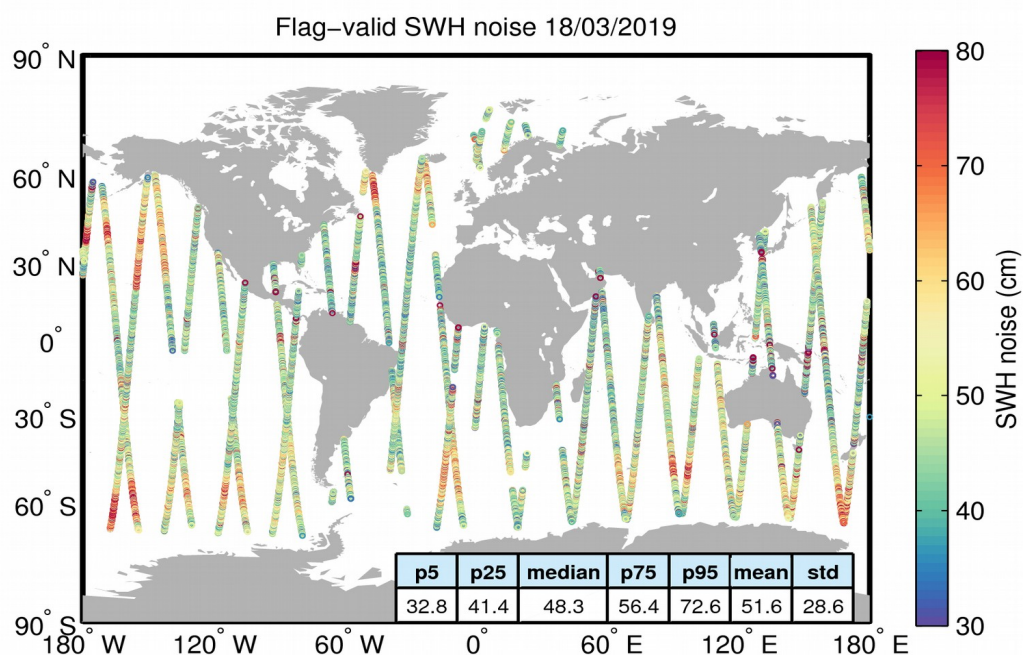 Flag−valid SWH noise 18/03/2019
90° N
60° N
30° N
0°
30° S
60° S
90° S
180° W
120° W
60° W
0°
60° E
120° E
180° E
80
70
60
50
40
30
SWH noise (cm)
p5 p25 median p75 p95 mean std
32.8 41.4 48.3 56.4 72.6 51.6 28.6